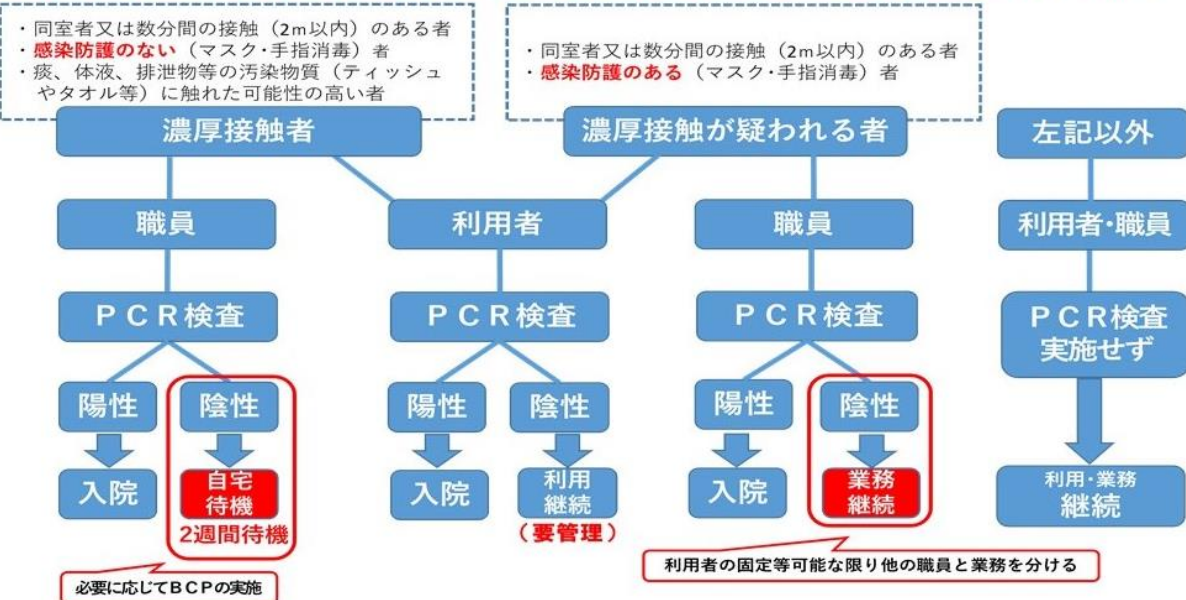 ・同室者又は数分間の接触（2m以内）のある者
・感染防護のない（マスク・手指消毒）者
・痰、体液、排泄物等の汚染物質（ティッシュ
やタオル等）に触れた可能性の高い者
・同室者又は数分間の接触（2m以内）のある者
・感染防護のある（マスク・手指消毒）者
濃厚接触者
濃厚接触が疑われる者
左記以外
職員
利用者
職員
利用者・職員
ＰＣＲ検査
ＰＣＲ検査
ＰＣＲ検査
ＰＣＲ検査
実施せず
陽性
陰性
陽性
陰性
陽性
陰性
入院
自宅
待機
2週間待機
入院
利用
継続
（要管理）
入院
業務
継続
利用・業務
継続
必要に応じてＢＣＰの実施
利用者の固定等可能な限り他の職員と業務を分ける